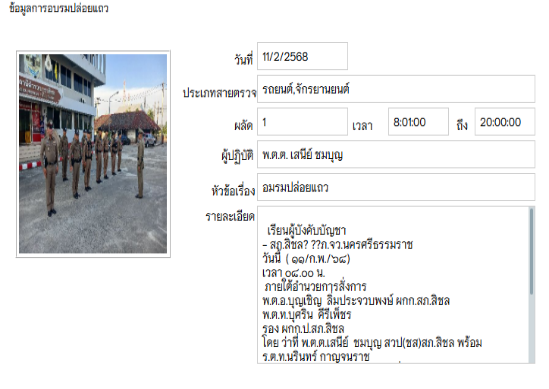 ข้อมูลการอบรมปล่อยแถว
วันที่ 11/2/2568
ประเภทสายตรวจ รถยนต์,จักรยานยนต์
ผลัด 1 เวลา 8:01:00 ถึง 20:00:00
ผู้ปฏิบัติ พ.ต.ต. เสนีย์ ชมบุญ
หัวข้อเรื่อง อมรมปล่อยแถว
รายละเอียด
เรียนผู้บังคับบัญชา
- สภ.สิชล? ??ภ.จว.นครศรีธรรมราช
วันนี้ ( ๑๑/ก.พ./๖๘)
เวลา ๐๘.๐๐ น.
ภายใต้อำนวยการสั่งการ
พ.ต.อ.บุญเชิญ ลิ่มประจวบพงษ์ ผกก.สภ.สิชล
พ.ต.ท.บุศริน คีรีเพ็ชร
รอง ผกก.ป.สภ.สิชล
โดย ว่าที่ พ.ต.ต.เสนีย์ ชมบุญ สวป(ชส)สภ.สิชล พร้อม
ร.ต.ท.นรินทร์ กาญจนราช